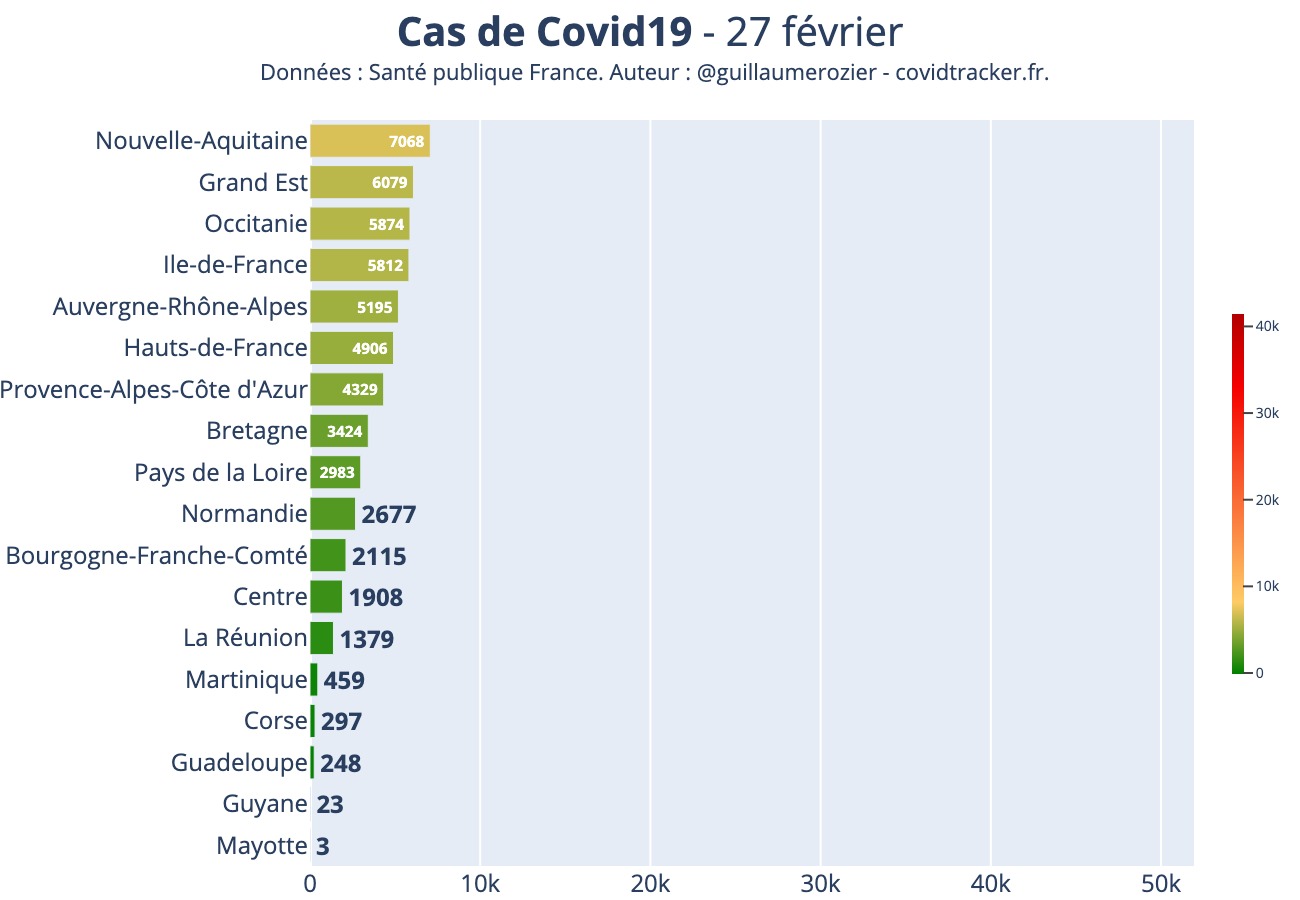 Cas de Covid19 - 27 février
Données : Santé publique France. Auteur : @guillaumerozier - covidtracker.fr.
Nouvelle-Aquitaine 7068
Grand Est 6079
Occitanie 5874
Ile-de-France 5812
Auvergne-Rhône-Alpes 5195
Hauts-de-France 4906
Provence-Alpes-Côte d'Azur 4329
Bretagne 3424
Pays de la Loire 2983
Normandie 2677
Bourgogne-Franche-Comté 2115
Centre 1908
La Réunion 1379
Martinique 459
Corse 297
Guadeloupe 248
Guyane 23
Mayotte 3
0 10k 20k 30k 40k 50k
40k
30k
20k
10k
0